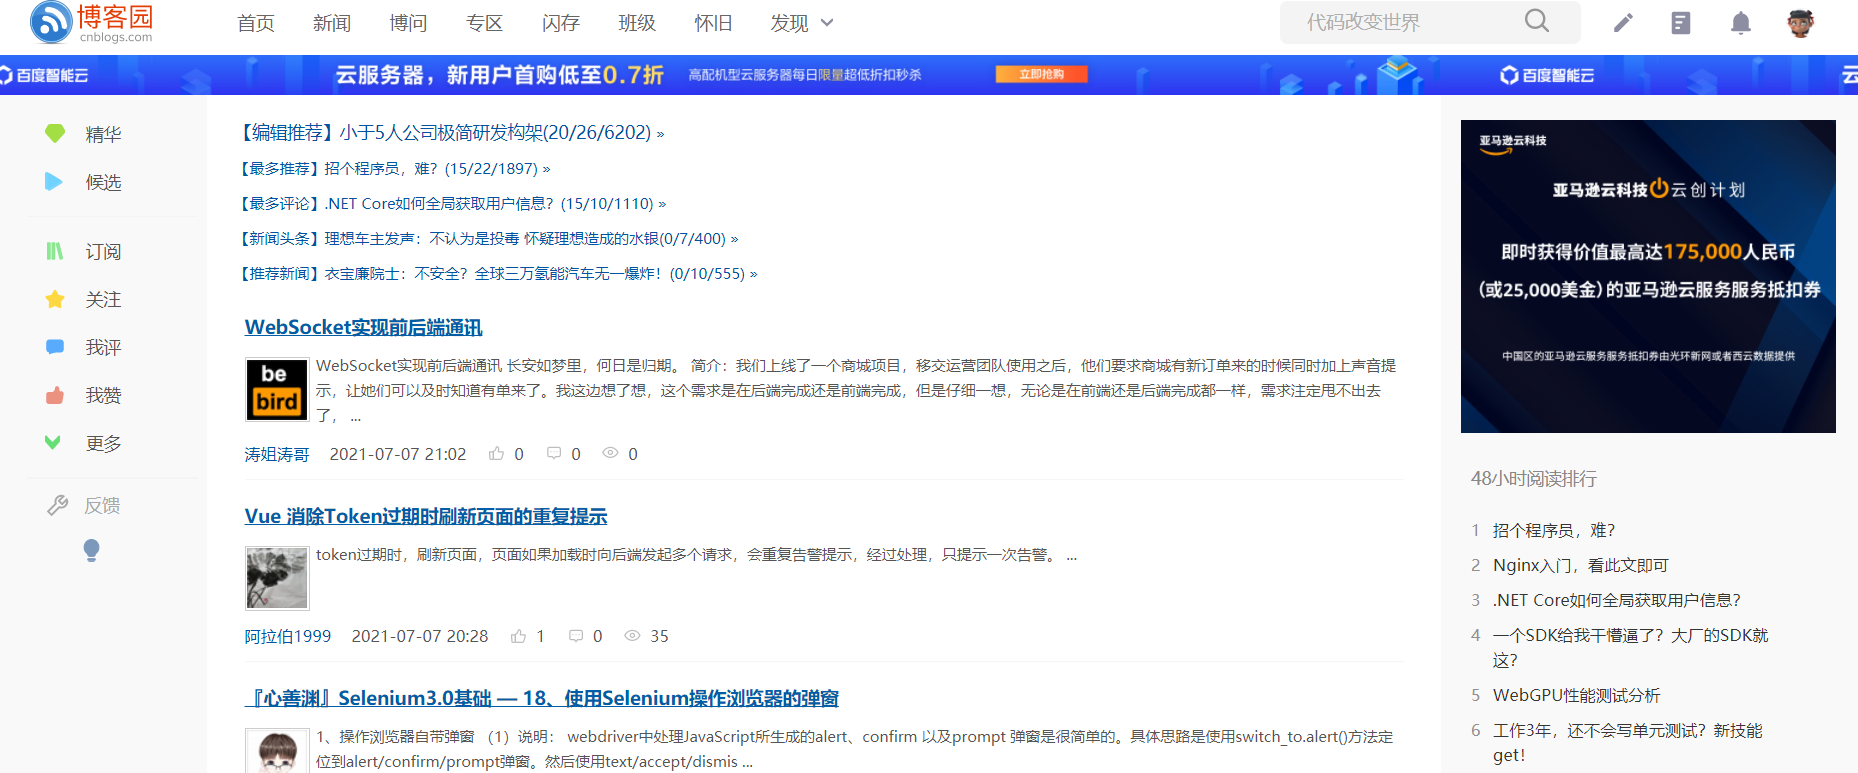 博客园
cnblogs.com
首页 新闻 博问 专区 闪存 班级 怀旧 发现
代码改变世界
百度智能云 云服务器，新用户首购低至0.7折 高配机型云服务器每日限量超低折扣秒杀 立即抢购 百度智能云 云
精华
候选
订阅
关注
我评
我赞
更多
反馈
【编辑推荐】小于5人公司极简研发构架(20/26/6202) »
【最多推荐】招个程序员，难？(15/22/1897) »
【最多评论】.NET Core如何全局获取用户信息？(15/10/1110) »
【新闻头条】理想车主发声：不认为是投毒 怀疑理想造成的水银(0/7/400) »
【推荐新闻】衣宝廉院士：不安全？全球三万氢能汽车无一爆炸！(0/10/555) »
WebSocket实现前后端通讯
be
bird
WebSocket实现前后端通讯 长安如梦里，何日是归期。 简介：我们上线了一个商城项目，移交运营团队使用之后，他们要求商城有新订单来的时候同时加上声音提
示，让她们可以及时知道有单来了。我这边想了想，这个需求是在后端完成还是前端完成，但是仔细一想，无论是在前端还是后端完成都一样，需求注定甩不出去
了， ...
涛姐涛哥 2021-07-07 21:02 0 0 0
Vue 消除Token过期时刷新页面的重复提示
token过期时，刷新页面，页面如果加载时向后端发起多个请求，会重复告警提示，经过处理，只提示一次告警。 ...
阿拉伯1999 2021-07-07 20:28 1 0 35
『心善渊』Selenium3.0基础 — 18、使用Selenium操作浏览器的弹窗
1、操作浏览器自带弹窗 （1）说明： webdriver中处理JavaScript所生成的alert、confirm 以及prompt 弹窗是很简单的。具体思路是使用switch_to.alert()方法定
位到alert/confirm/prompt弹窗。然后使用text/accept/dismis ...
亚马逊云科技
亚马逊云科技 云创计划
即时获得价值最高达175,000人民币
(或25,000美金)的亚马逊云服务服务抵扣券
中国区的亚马逊云服务服务抵扣券由光环新网或者西云数据提供
48小时阅读排行
1 招个程序员，难？
2 Nginx入门，看此文即可
3 .NET Core如何全局获取用户信息？
4 一个SDK给我干懵逼了？大厂的SDK就
这？
5 WebGPU性能测试分析
6 工作3年，还不会写单元测试？新技能
get！